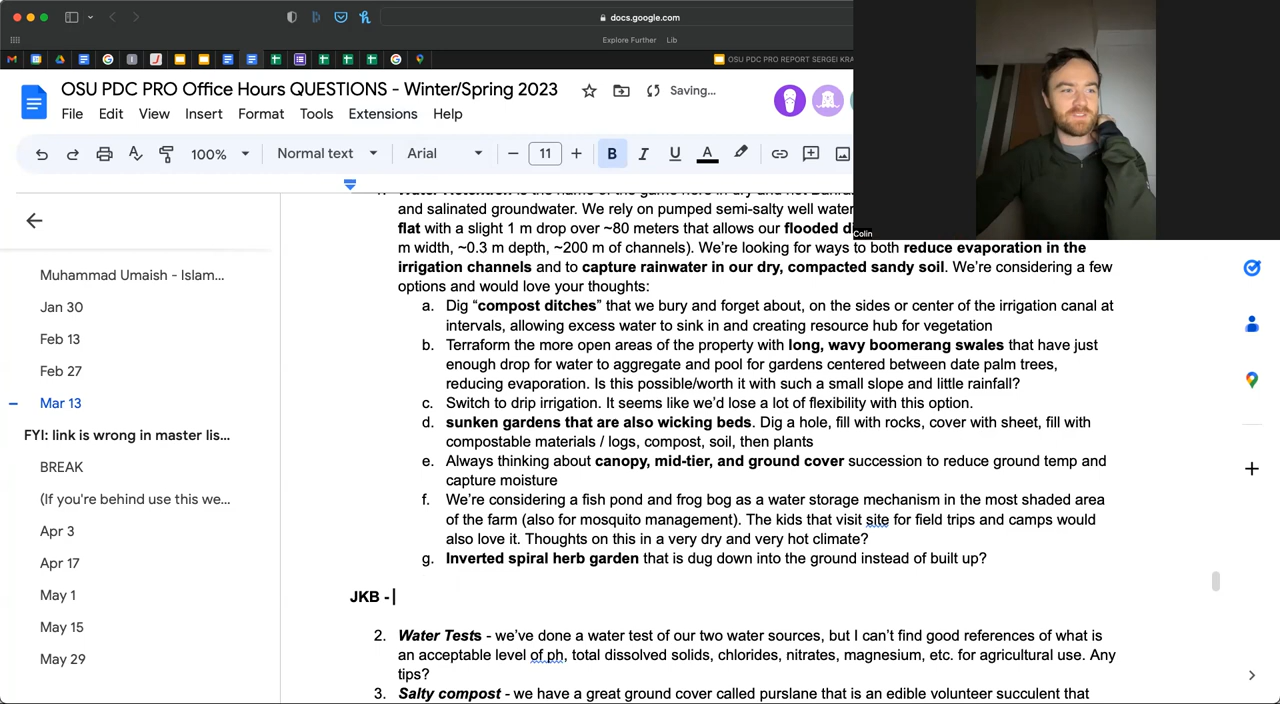 docs.google.com
Explore Further Lib
OSU PDC PRO REPORT SERGEI KRA
OSU PDC PRO Office Hours QUESTIONS - Winter/Spring 2023
Saving...
File Edit View Insert Format Tools Extensions Help
100% Normal text Arial 11 B I U A
and salinated groundwater. We rely on pumped semi-salty well water
flat with a slight 1 m drop over ~80 meters that allows our flooded d
Colin
m width, ~0.3 m depth, ~200 m of channels). We're looking for ways to both reduce evaporation in the
irrigation channels and to capture rainwater in our dry, compacted sandy soil. We're considering a few
options and would love your thoughts:
a. Dig “compost ditches” that we bury and forget about, on the sides or center of the irrigation canal at
intervals, allowing excess water to sink in and creating resource hub for vegetation
b. Terraform the more open areas of the property with long, wavy boomerang swales that have just
enough drop for water to aggregate and pool for gardens centered between date palm trees,
reducing evaporation. Is this possible/worth it with such a small slope and little rainfall?
c. Switch to drip irrigation. It seems like we'd lose a lot of flexibility with this option.
d. sunken gardens that are also wicking beds. Dig a hole, fill with rocks, cover with sheet, fill with
compostable materials / logs, compost, soil, then plants
e. Always thinking about canopy, mid-tier, and ground cover succession to reduce ground temp and
capture moisture
f. We're considering a fish pond and frog bog as a water storage mechanism in the most shaded area
of the farm (also for mosquito management). The kids that visit site for field trips and camps would
also love it. Thoughts on this in a very dry and very hot climate?
g. Inverted spiral herb garden that is dug down into the ground instead of built up?
JKB -
2. Water Tests - we've done a water test of our two water sources, but I can't find good references of what is
an acceptable level of ph, total dissolved solids, chlorides, nitrates, magnesium, etc. for agricultural use. Any
tips?
3. Salty compost - we have a great ground cover called purslane that is an edible volunteer succulent that
Muhammad Umaish - Islam...
Jan 30
Feb 13
Feb 27
Mar 13
FYI: link is wrong in master lis...
BREAK
(If you're behind use this we...
Apr 3
Apr 17
May 1
May 15
May 29